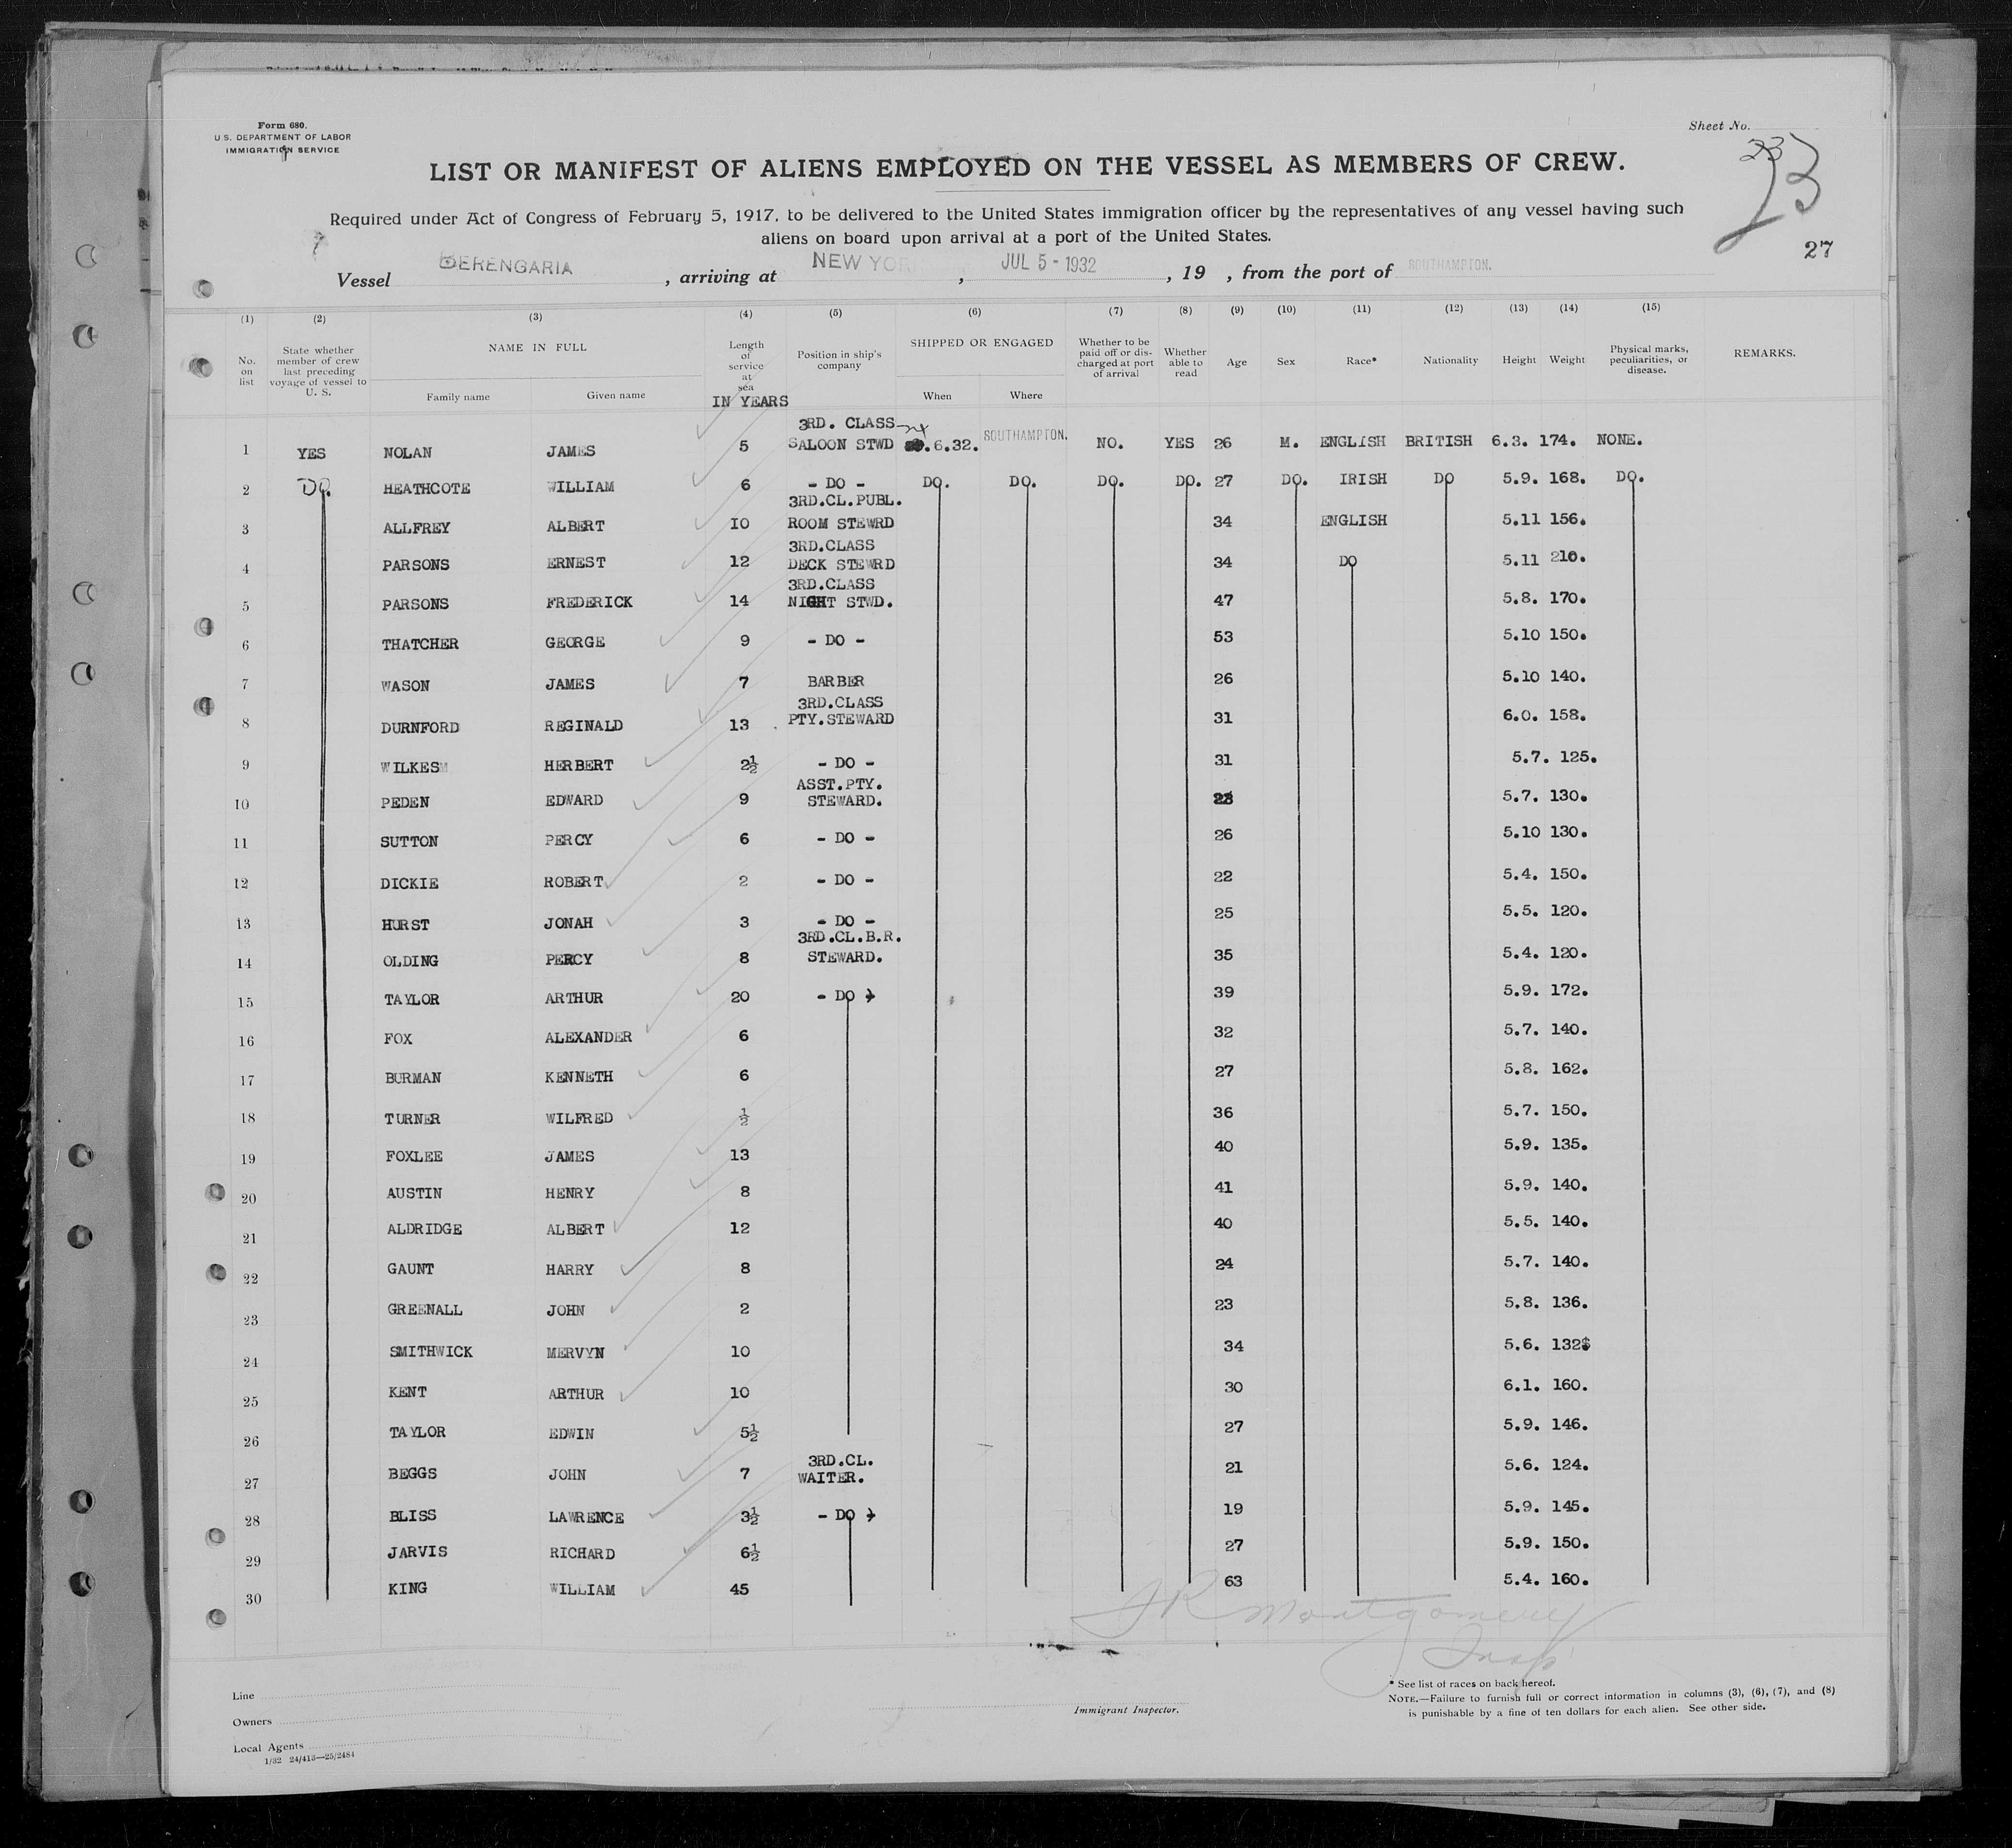 Form 680.
U. S. DEPARTMENT OF LABOR
IMMIGRATION SERVICE
Sheet No.
23
23
27
LIST OR MANIFEST OF ALIENS EMPLOYED ON THE VESSEL AS MEMBERS OF CREW.
Required under Act of Congress of February 5, 1917, to be delivered to the United States immigration officer by the representatives of any vessel having such
aliens on board upon arrival at a port of the United States.
Vessel BERENGARIA, arriving at NEW YORK, JUL 5 - 1932, 19 , from the port of SOUTHAMPTON.
(1) (2) (3) (4) (5) (6) (7) (8) (9) (10) (11) (12) (13) (14) (15)
No. on list
State whether member of crew last preceding voyage of vessel to U. S.
NAME IN FULL
Family name Given name
Length of service at sea
IN YEARS
Position in ship's company
SHIPPED OR ENGAGED
When Where
Whether to be paid off or discharged at port of arrival
Whether able to read
Age
Sex
Race*
Nationality
Height
Weight
Physical marks, peculiarities, or disease.
REMARKS.
1 YES NOLAN JAMES 5 3RD. CLASS SALOON STWD .6.32. SOUTHAMPTON. NO. YES 26 M. ENGLISH BRITISH 6.3. 174. NONE.
2 DO. HEATHCOTE WILLIAM 6 - DO - DO. DO. DO. DO. 27 DO. IRISH DO 5.9. 168. DO.
3 ALLFREY ALBERT 10 3RD.CL.PUBL. ROOM STEWRD 34 ENGLISH 5.11 156.
4 PARSONS ERNEST 12 3RD.CLASS DECK STEWRD 34 DO 5.11 210.
5 PARSONS FREDERICK 14 3RD.CLASS NIGHT STWD. 47 5.8. 170.
6 THATCHER GEORGE 9 - DO - 53 5.10 150.
7 WASON JAMES 7 BARBER 26 5.10 140.
8 DURNFORD REGINALD 13 3RD.CLASS PTY.STEWARD 31 6.0. 158.
9 WILKES HERBERT 2½ - DO - 31 5.7. 125.
10 PEDEN EDWARD 9 ASST.PTY. STEWARD. 5.7. 130.
11 SUTTON PERCY 6 - DO - 26 5.10 130.
12 DICKIE ROBERT 2 - DO - 22 5.4. 150.
13 HURST JONAH 3 - DO - 25 5.5. 120.
14 OLDING PERCY 8 3RD.CL.B.R. STEWARD. 35 5.4. 120.
15 TAYLOR ARTHUR 20 - DO - 39 5.9. 172.
16 FOX ALEXANDER 6 32 5.7. 140.
17 BURMAN KENNETH 6 27 5.8. 162.
18 TURNER WILFRED ½ 36 5.7. 150.
19 FOXLEE JAMES 13 40 5.9. 135.
20 AUSTIN HENRY 8 41 5.9. 140.
21 ALDRIDGE ALBERT 12 40 5.5. 140.
22 GAUNT HARRY 8 24 5.7. 140.
23 GREENALL JOHN 2 23 5.8. 136.
24 SMITHWICK MERVYN 10 34 5.6. 132
25 KENT ARTHUR 10 30 6.1. 160.
26 TAYLOR EDWIN 5½ 27 5.9. 146.
27 BEGGS JOHN 7 3RD.CL. WAITER. 21 5.6. 124.
28 BLISS LAWRENCE 3½ - DO - 19 5.9. 145.
29 JARVIS RICHARD 6½ 27 5.9. 150.
30 KING WILLIAM 45 63 5.4. 160.
JR Montgomery
Insp
Line
Owners
Local Agents
1/32 24/413—25/2484
Immigrant Inspector.
* See list of races on back hereof.
NOTE.—Failure to furnish full or correct information in columns (3), (6), (7), and (8)
is punishable by a fine of ten dollars for each alien. See other side.